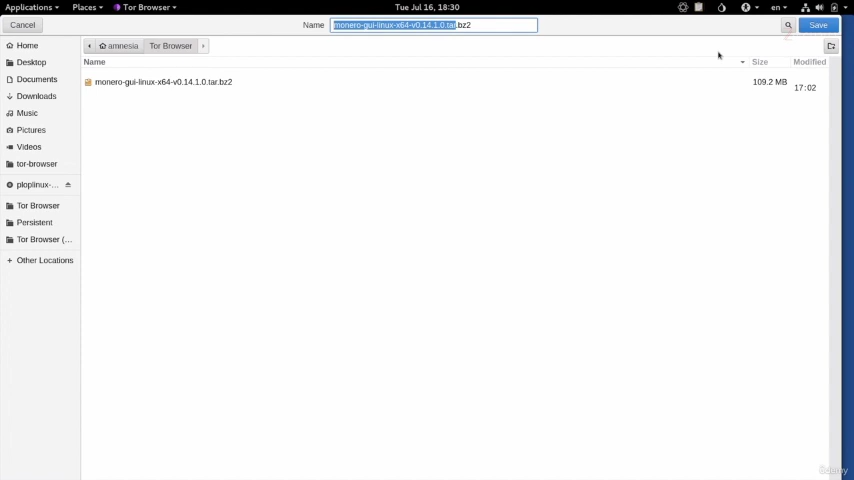 Applications Places Tor Browser Tue Jul 16, 18:30 en
Cancel Name monero-gui-linux-x64-v0.14.1.0.tar.bz2 Save
amnesia Tor Browser
Name Size Modified
monero-gui-linux-x64-v0.14.1.0.tar.bz2 109.2 MB 17:02
Home
Desktop
Documents
Downloads
Music
Pictures
Videos
tor-browser
ploplinux-...
Tor Browser
Persistent
Tor Browser (...
+ Other Locations
ûdemy